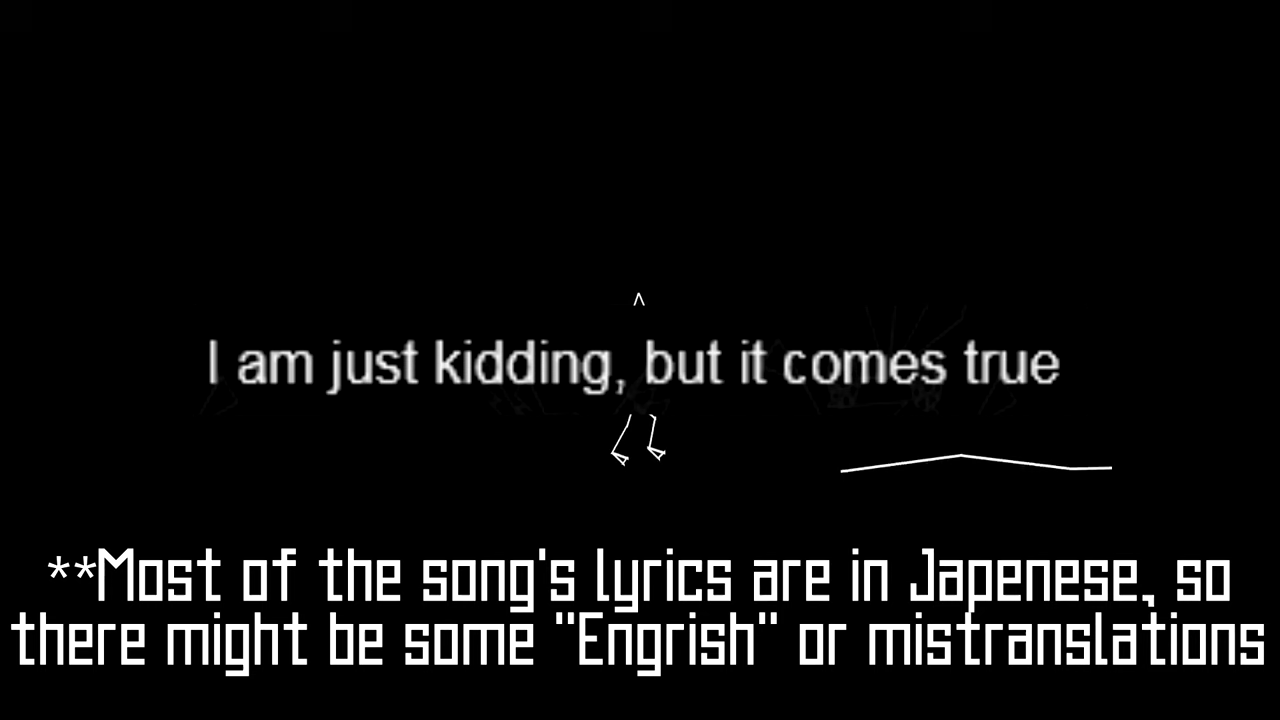 ^
I am just kidding, but it comes true
**Most of the song's lyrics are in Japenese, so
there might be some "Engrish" or mistranslations